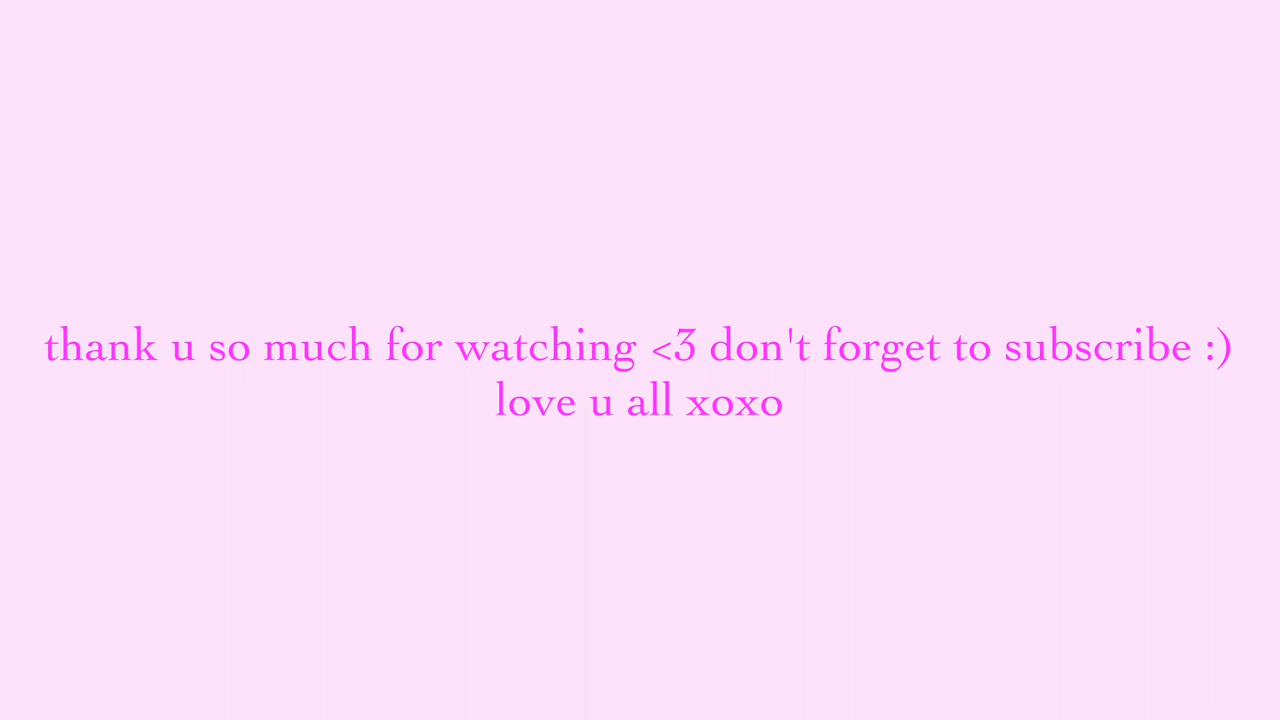 thank u so much for watching <3 don't forget to subscribe :)
love u all xoxo